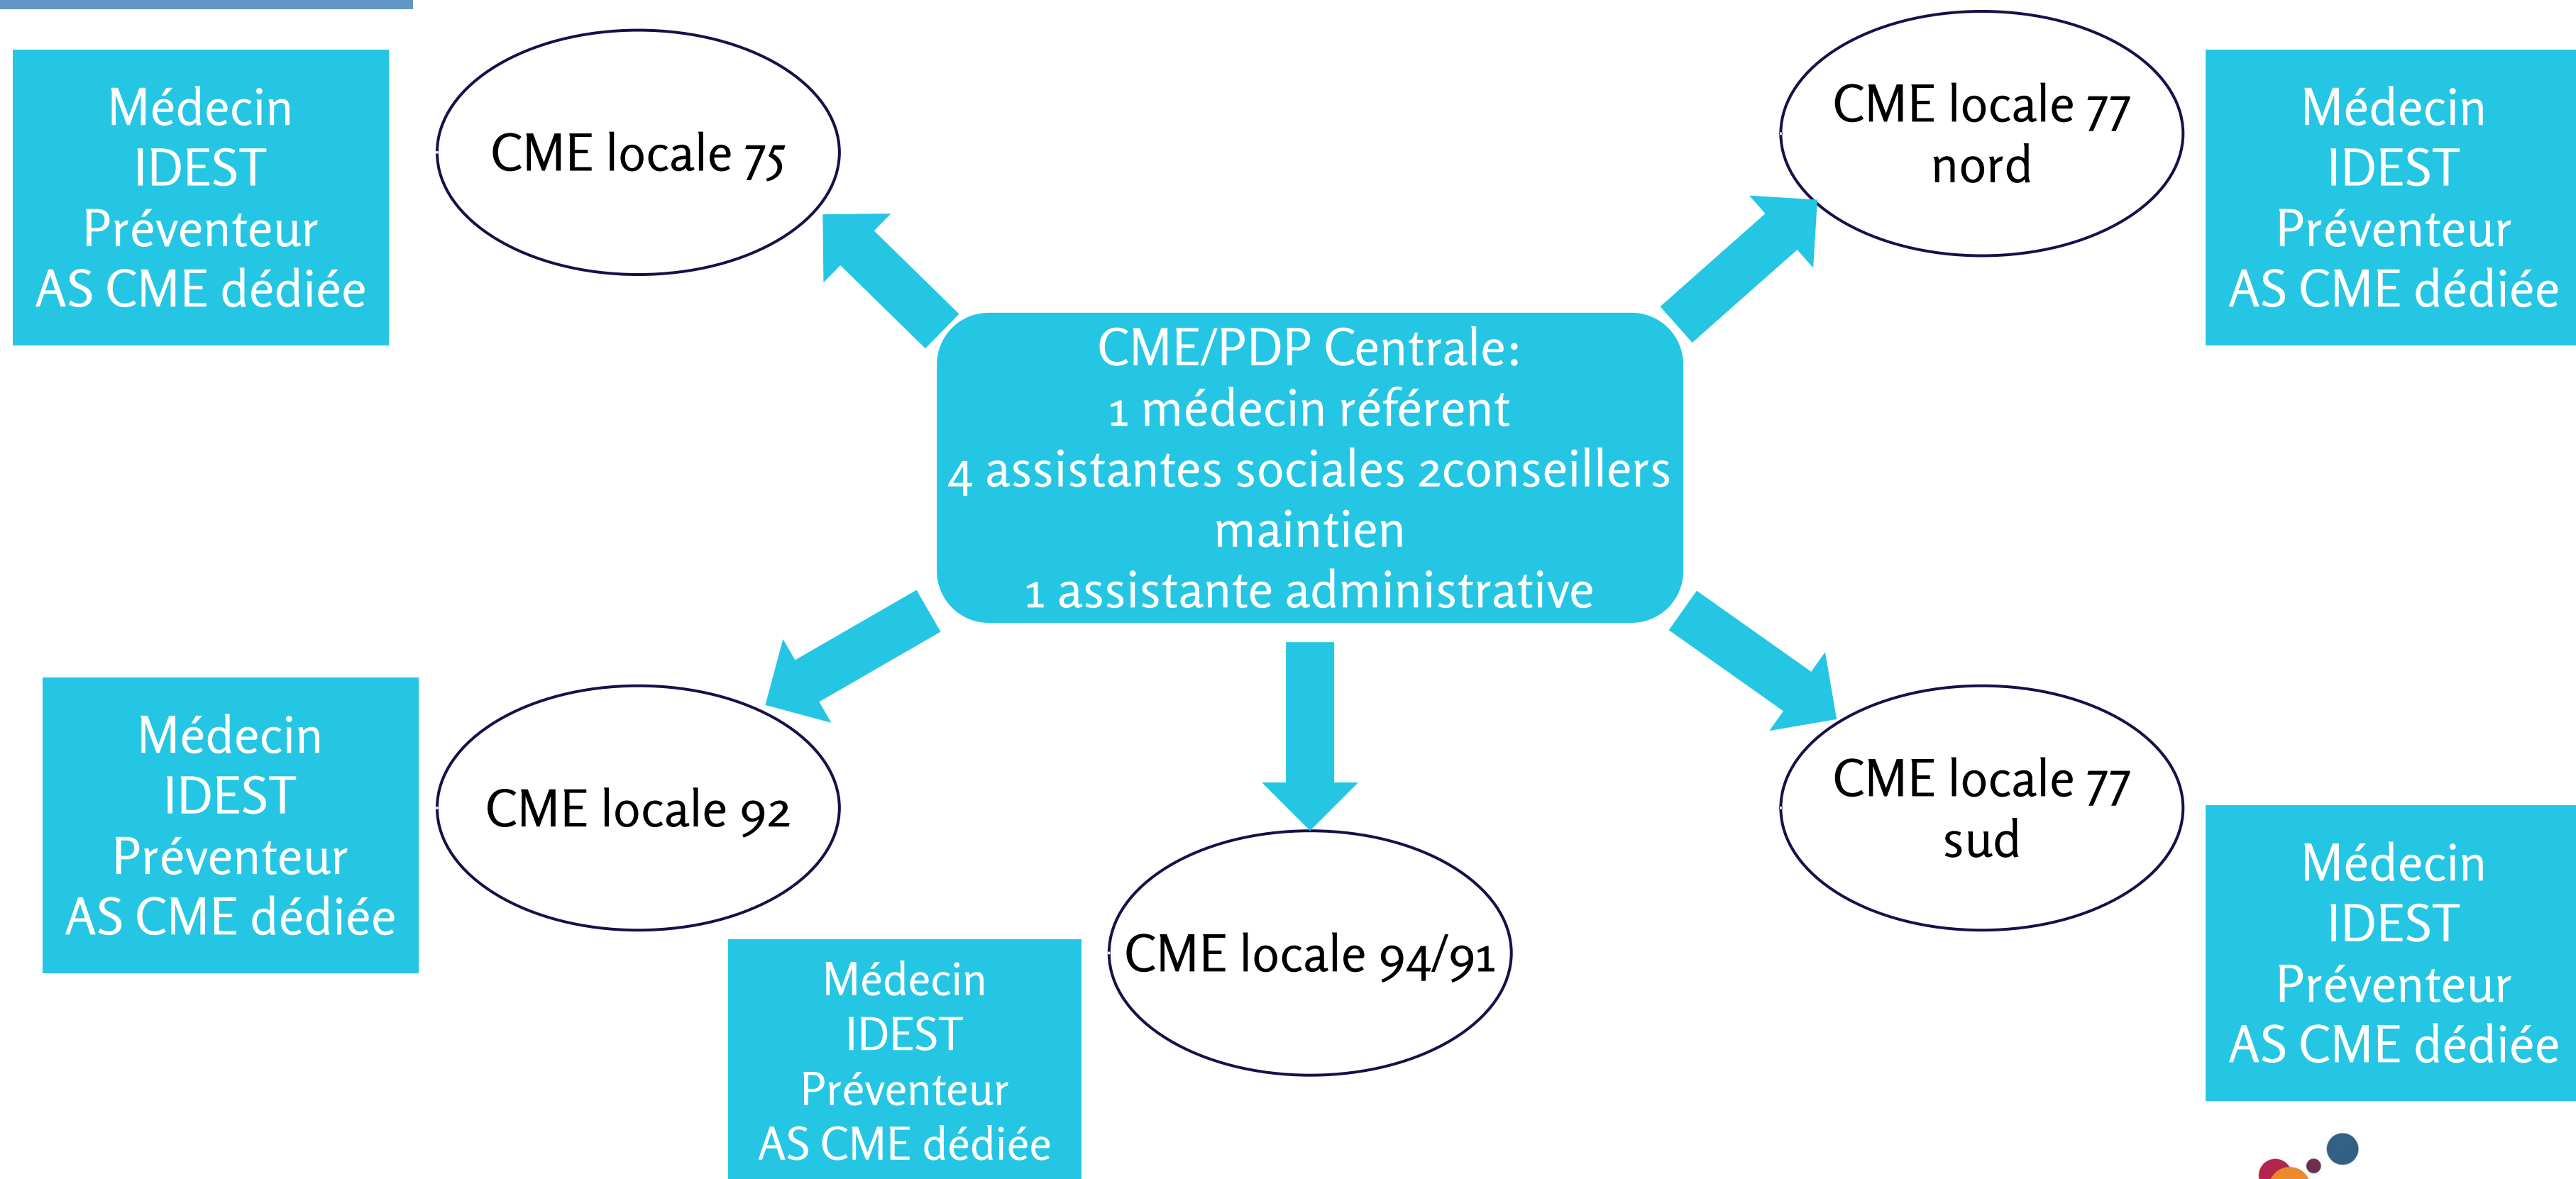 Médecin
IDEST
Préventeur
AS CME dédiée
CME locale 75
CME locale 77
nord
Médecin
IDEST
Préventeur
AS CME dédiée
CME/PDP Centrale:
1 médecin référent
4 assistantes sociales 2conseillers
maintien
1 assistante administrative
Médecin
IDEST
Préventeur
AS CME dédiée
CME locale 92
Médecin
IDEST
Préventeur
AS CME dédiée
CME locale 94/91
CME locale 77
sud
Médecin
IDEST
Préventeur
AS CME dédiée